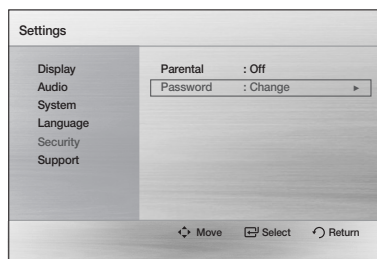 Settings
Display
Audio
System
Language
Security
Support
Parental : Off
Password : Change
Move Select Return